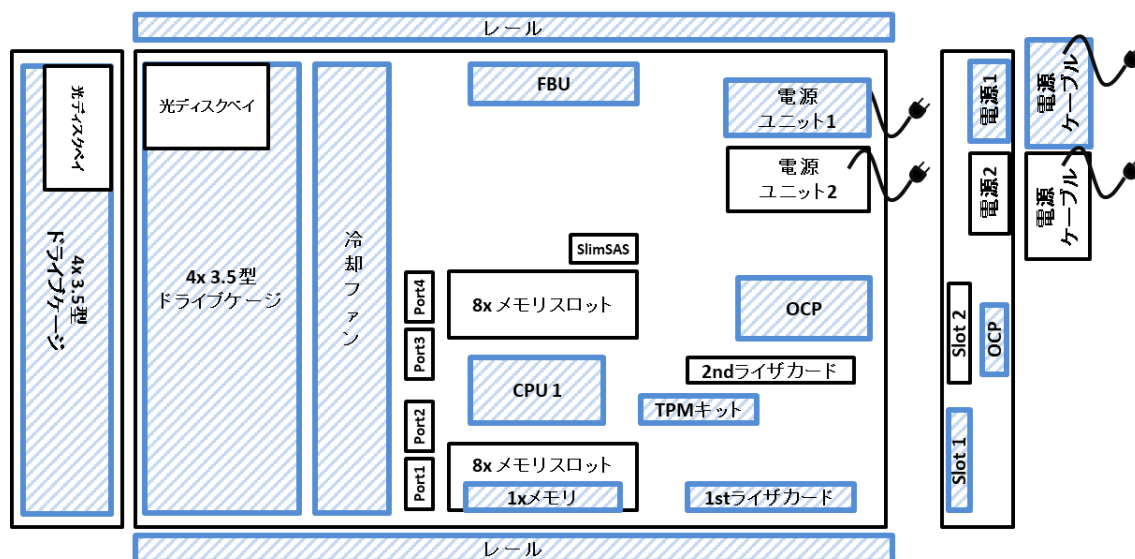 レール
光ディスクベイ
4x 3.5型
ドライブケージ
光ディスクベイ
4x 3.5型
ドライブケージ
冷却ファン
FBU
電源
ユニット1
電源
ユニット2
SlimSAS
Port4
Port3
Port2
Port1
8x メモリスロット
CPU 1
8x メモリスロット
1xメモリ
OCP
2ndライザカード
TPMキット
1stライザカード
電源1
電源2
Slot 2
OCP
Slot 1
電源
ケーブル
電源
ケーブル
レール